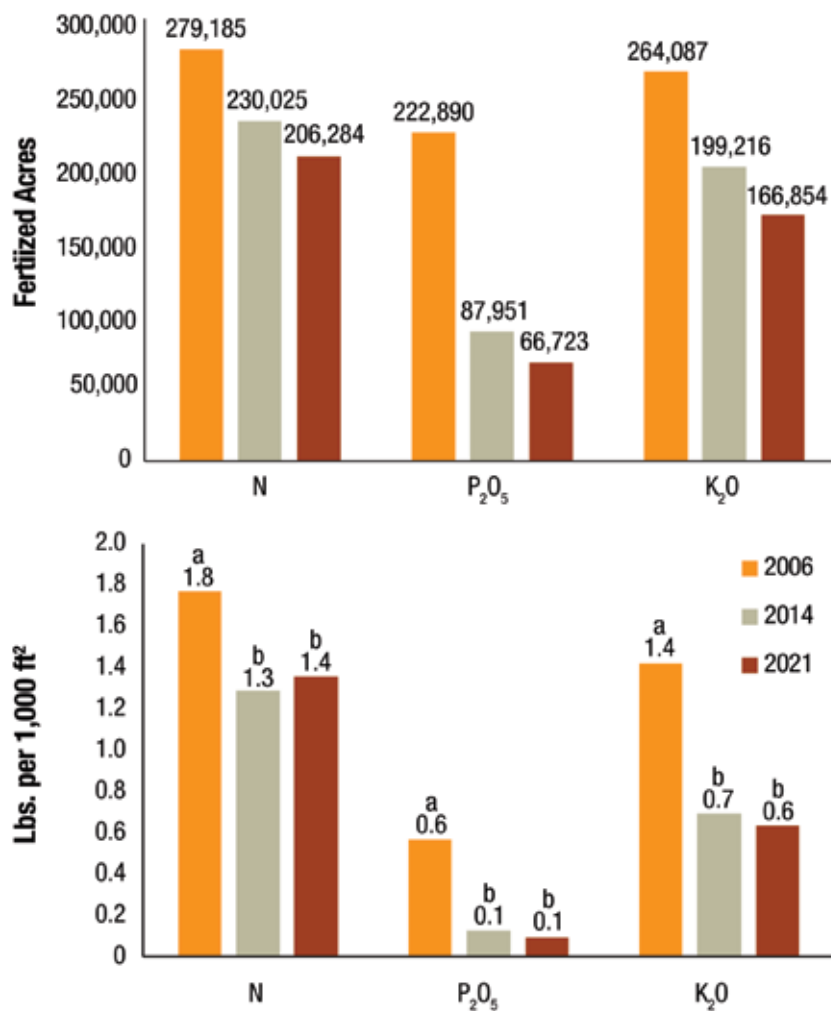 300,000
279,185
264,087
250,000
230,025
222,890
206,284
200,000
199,216
166,854
150,000
100,000
87,951
66,723
50,000
0
Fertiized Acres
N
P₂O₅
K₂O
2.0
1.8
1.6
1.4
1.2
1.0
0.8
0.6
0.4
0.2
0
Lbs. per 1,000 ft²
a
1.8
b
1.3
b
1.4
a
0.6
b
0.1
b
0.1
a
1.4
b
0.7
b
0.6
2006
2014
2021
N
P₂O₅
K₂O